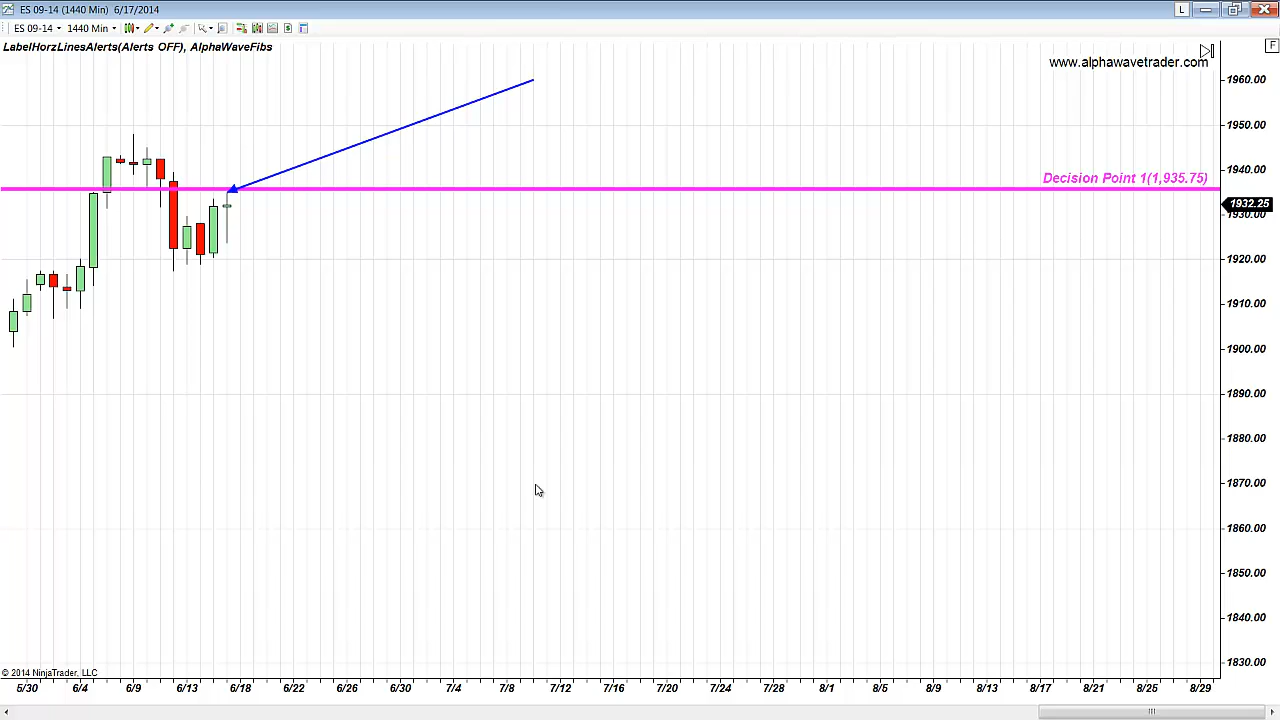 ES 09-14 (1440 Min) 6/17/2014
L
ES 09-14 1440 Min
LabelHorzLinesAlerts(Alerts OFF), AlphaWaveFibs
F
www.alphawavetrader.com
1960.00
1950.00
1940.00
Decision Point 1(1,935.75)
1932.25
1930.00
1920.00
1910.00
1900.00
1890.00
1880.00
1870.00
1860.00
1850.00
1840.00
1830.00
© 2014 NinjaTrader, LLC
5/30 6/4 6/9 6/13 6/18 6/22 6/26 6/30 7/4 7/8 7/12 7/16 7/20 7/24 7/28 8/1 8/5 8/9 8/13 8/17 8/21 8/25 8/29